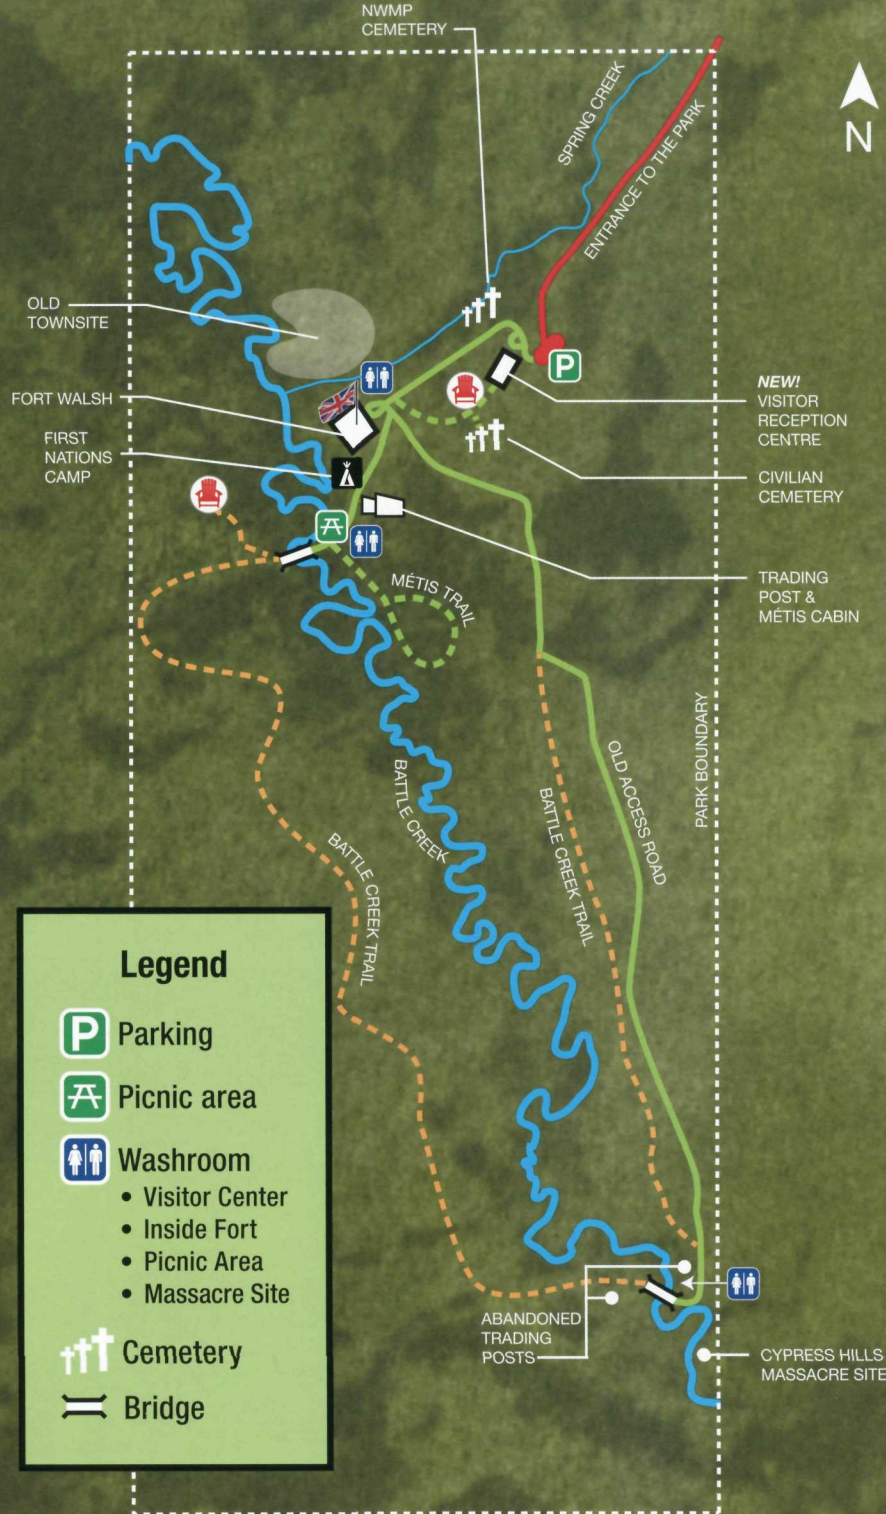 NWMP
CEMETERY
SPRING CREEK
ENTRANCE TO THE PARK
N
OLD
TOWNSITE
P
FORT WALSH
NEW!
VISITOR
RECEPTION
CENTRE
FIRST
NATIONS
CAMP
CIVILIAN
CEMETERY
MÉTIS TRAIL
TRADING
POST &
MÉTIS CABIN
PARK BOUNDARY
OLD ACCESS ROAD
BATTLE CREEK
BATTLE CREEK TRAIL
BATTLE CREEK TRAIL
Legend
P Parking
Picnic area
Washroom
• Visitor Center
• Inside Fort
• Picnic Area
• Massacre Site
Cemetery
Bridge
ABANDONED
TRADING
POSTS
CYPRESS HILLS
MASSACRE SITE